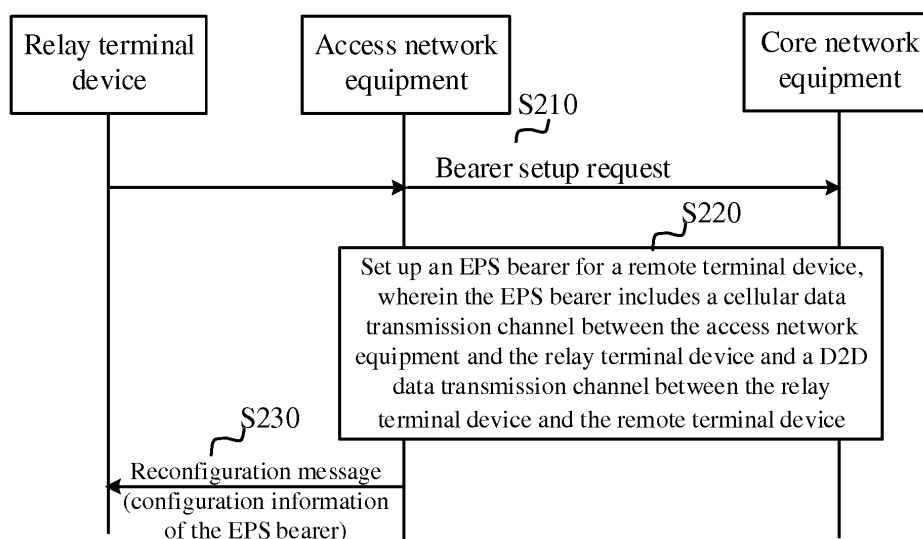 Relay terminal
device
Access network
equipment
Core network
equipment
S210
Bearer setup request
S220
Set up an EPS bearer for a remote terminal device,
wherein the EPS bearer includes a cellular data
transmission channel between the access network
equipment and the relay terminal device and a D2D
data transmission channel between the relay
terminal device and the remote terminal device
S230
Reconfiguration message
(configuration information
of the EPS bearer)